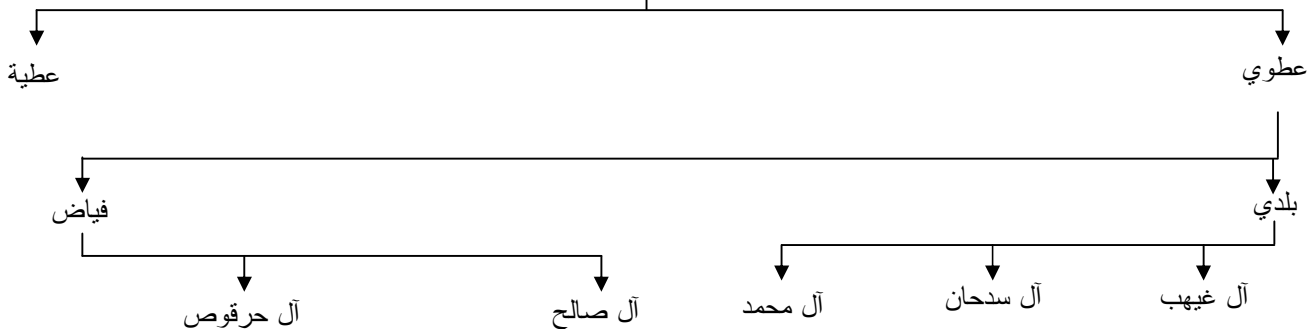 عطوي عطية
بلدي فياض
آل غيهب آل سدحان آل محمد آل صالح آل حرقوص